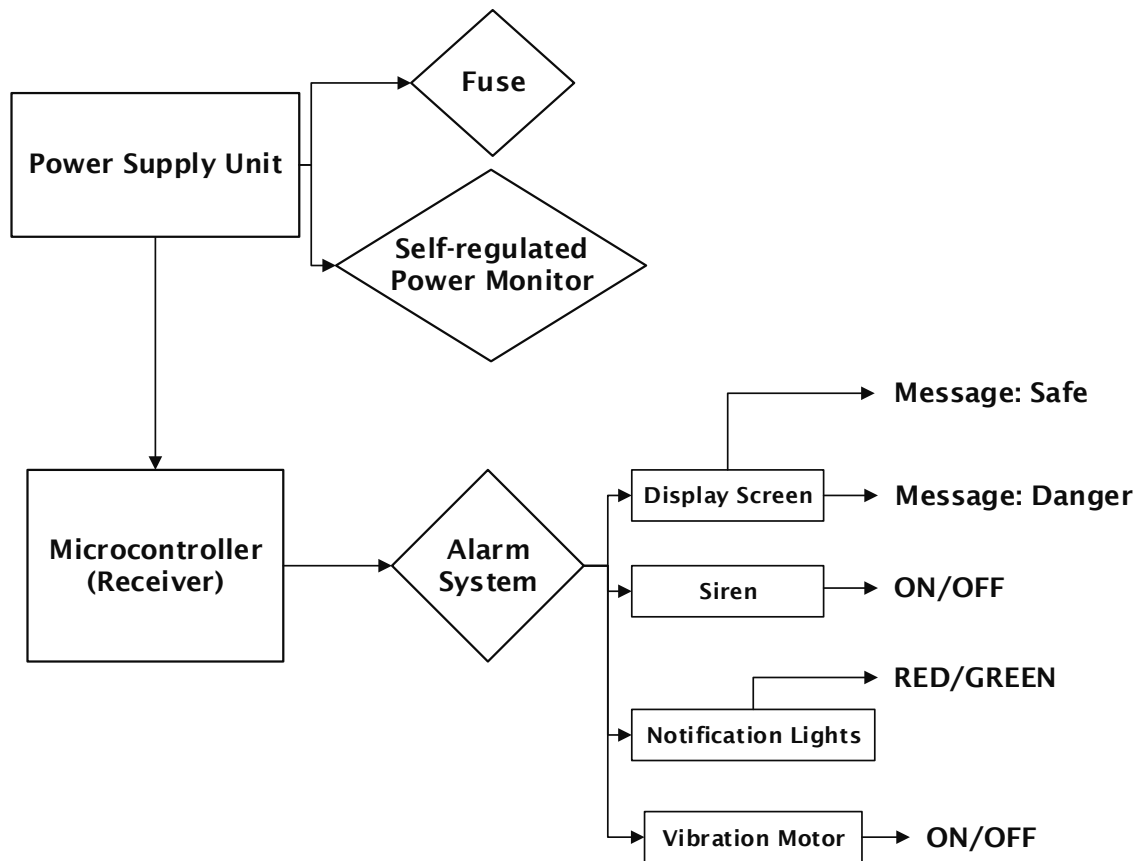 Fuse
Power Supply Unit
Self-regulated
Power Monitor
Message: Safe
Display Screen
Message: Danger
Microcontroller
(Receiver)
Alarm
System
Siren
ON/OFF
RED/GREEN
Notification Lights
Vibration Motor
ON/OFF